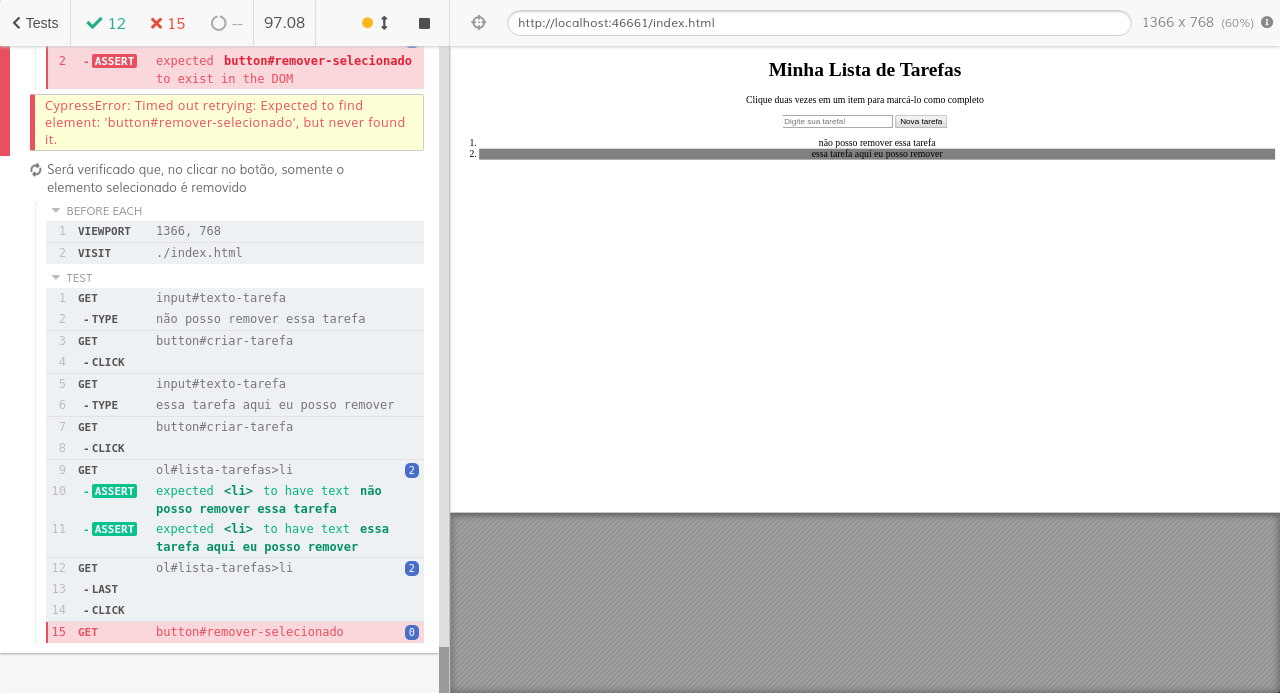 Tests
12
15
--
97.08
http://localhost:46661/index.html
1366 x 768 (60%)
2 - ASSERT expected button#remover-selecionado
to exist in the DOM
CypressError: Timed out retrying: Expected to find
element: 'button#remover-selecionado', but never found
it.
Será verificado que, no clicar no botão, somente o
elemento selecionado é removido
BEFORE EACH
1 VIEWPORT 1366, 768
2 VISIT ./index.html
TEST
1 GET input#texto-tarefa
2 - TYPE não posso remover essa tarefa
3 GET button#criar-tarefa
4 - CLICK
5 GET input#texto-tarefa
6 - TYPE essa tarefa aqui eu posso remover
7 GET button#criar-tarefa
8 - CLICK
9 GET ol#lista-tarefas>li 2
10 - ASSERT expected <li> to have text não
posso remover essa tarefa
11 - ASSERT expected <li> to have text essa
tarefa aqui eu posso remover
12 GET ol#lista-tarefas>li 2
13 - LAST
14 - CLICK
15 GET button#remover-selecionado 0
Minha Lista de Tarefas
Clique duas vezes em um item para marcá-lo como completo
Digite sua tarefa! Nova tarefa
1. não posso remover essa tarefa
2. essa tarefa aqui eu posso remover